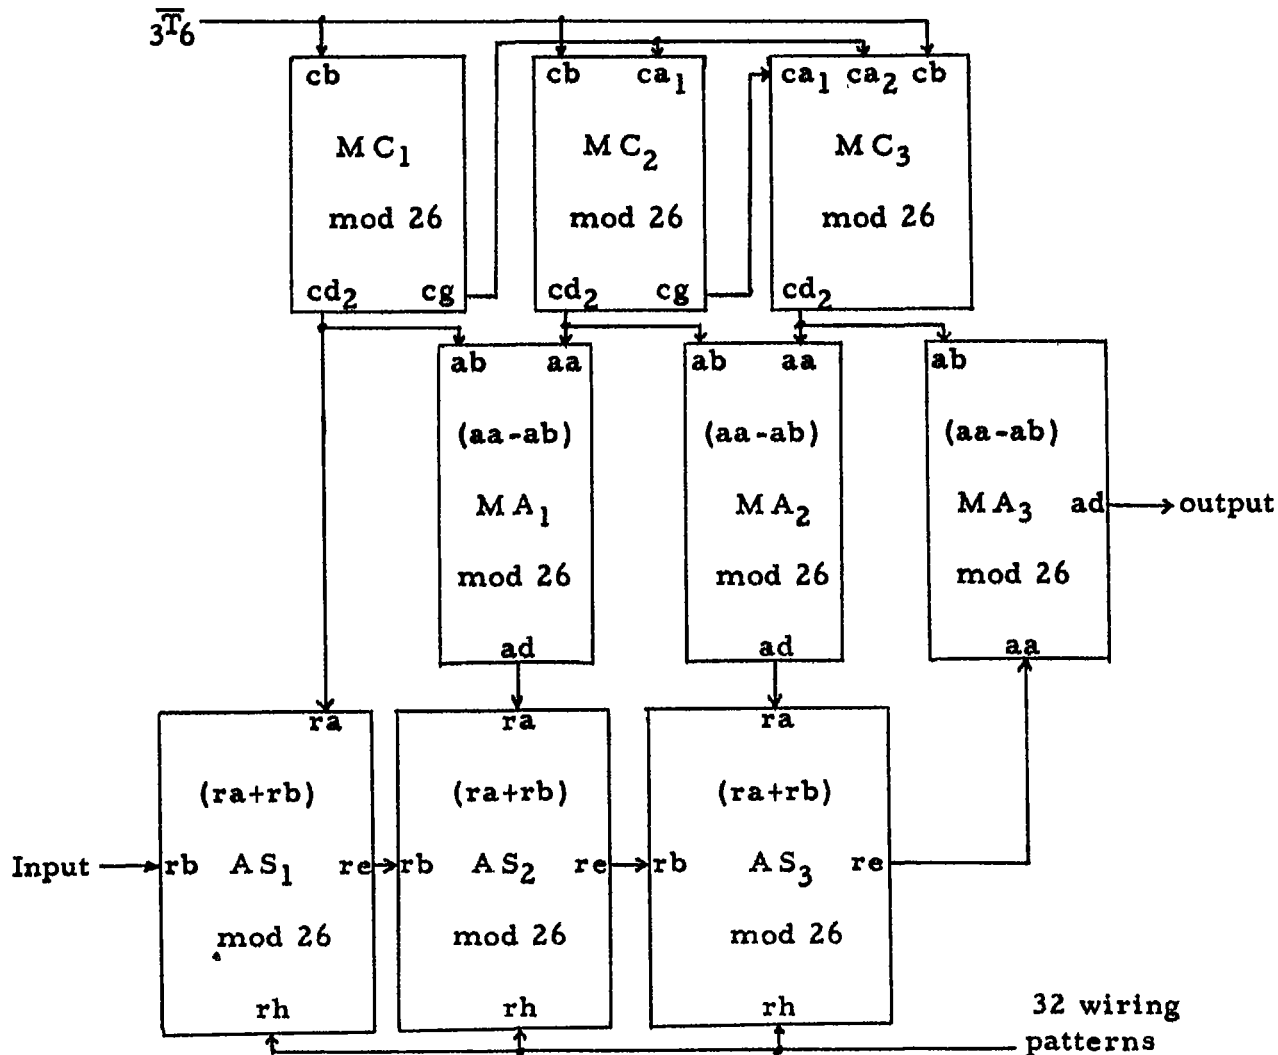 3T̅6
cb cb ca1 ca1 ca2 cb
MC1 MC2 MC3
mod 26 mod 26 mod 26
cd2 cg cd2 cg cd2
ab aa ab aa ab
(aa-ab) (aa-ab) (aa-ab)
MA1 MA2 MA3 ad output
mod 26 mod 26 mod 26
ad ad aa
ra ra ra
(ra+rb) (ra+rb) (ra+rb)
Input rb AS1 re rb AS2 re rb AS3 re
mod 26 mod 26 mod 26
rh rh rh
32 wiring
patterns